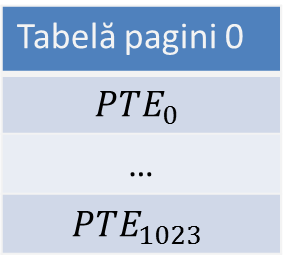 Tabelă pagini 0
PTE₀
...
PTE₁₀₂₃